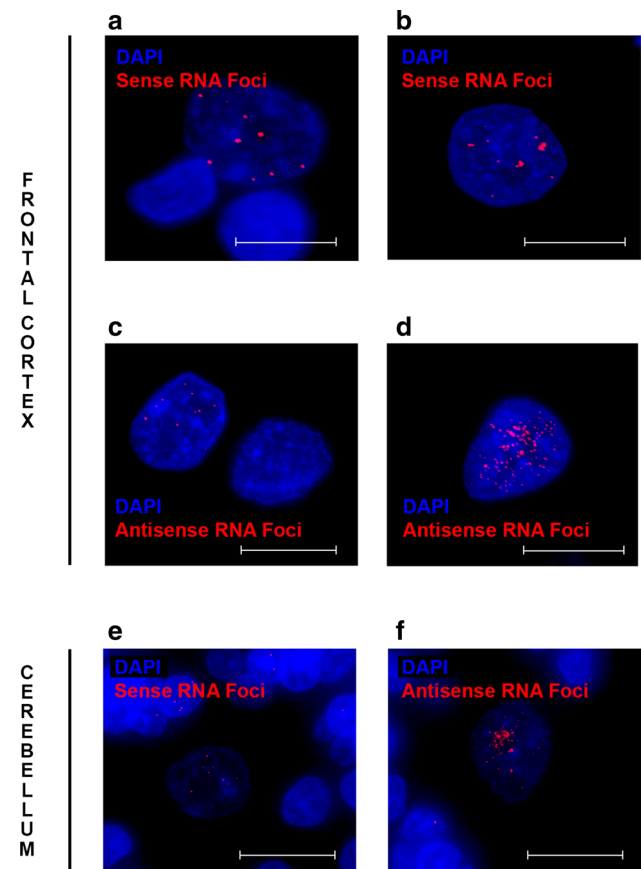 FRONTAL CORTEX
a
DAPI
Sense RNA Foci
b
DAPI
Sense RNA Foci
c
DAPI
Antisense RNA Foci
d
DAPI
Antisense RNA Foci
CEREBELLUM
e
DAPI
Sense RNA Foci
f
DAPI
Antisense RNA Foci